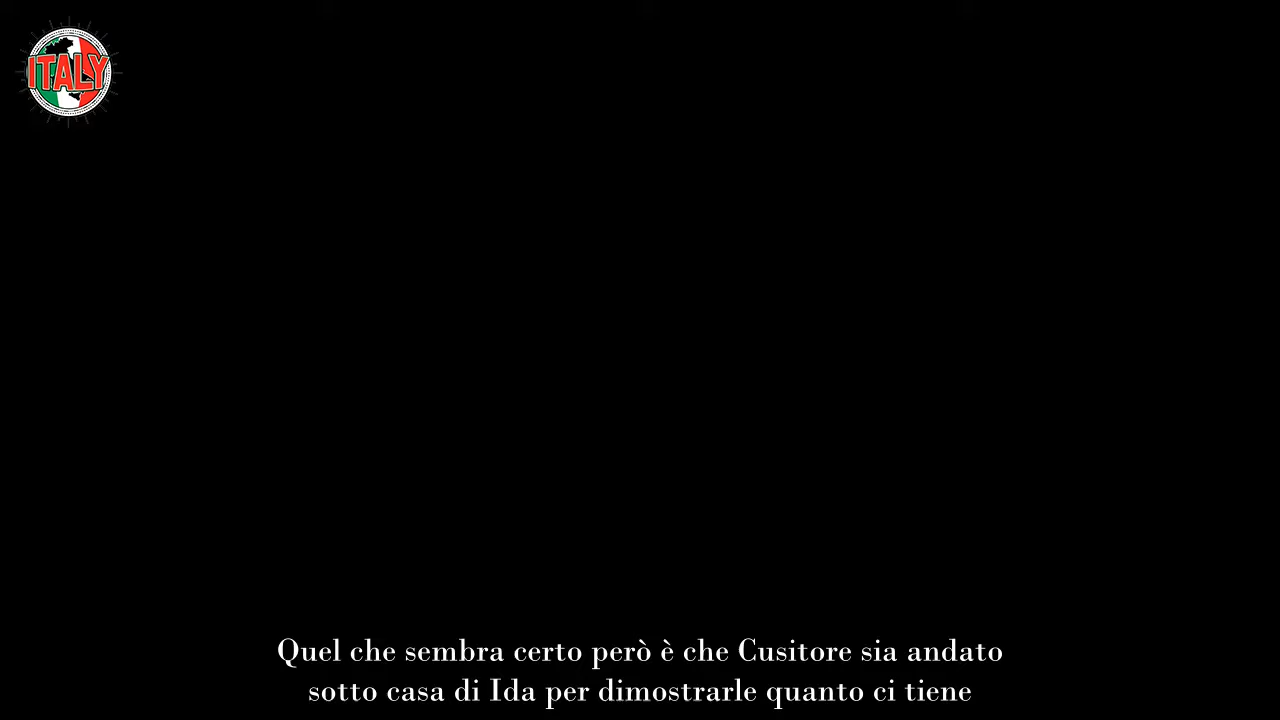 ITALY
Quel che sembra certo però è che Cusitore sia andato
sotto casa di Ida per dimostrarle quanto ci tiene